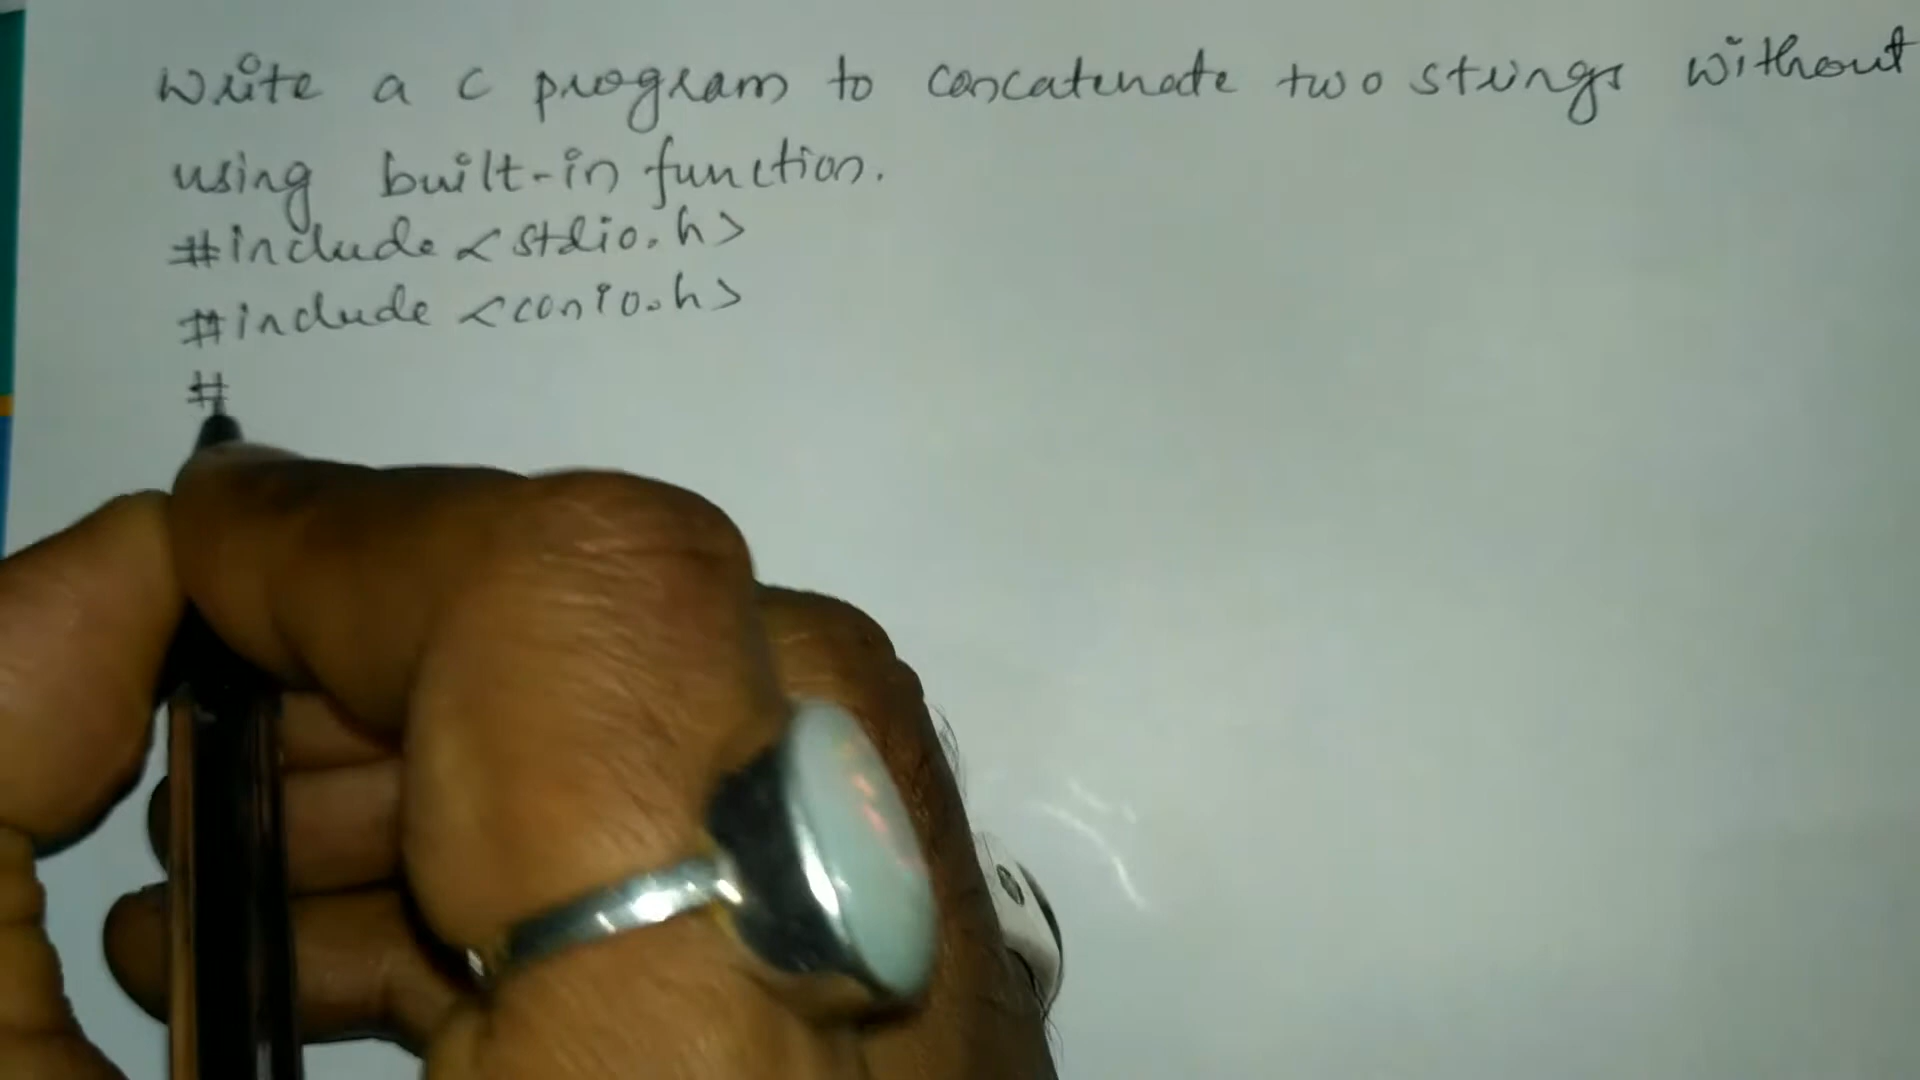 Write a c program to concatenate two strings without
using built-in function.
#include <stdio.h>
#include <conio.h>
#